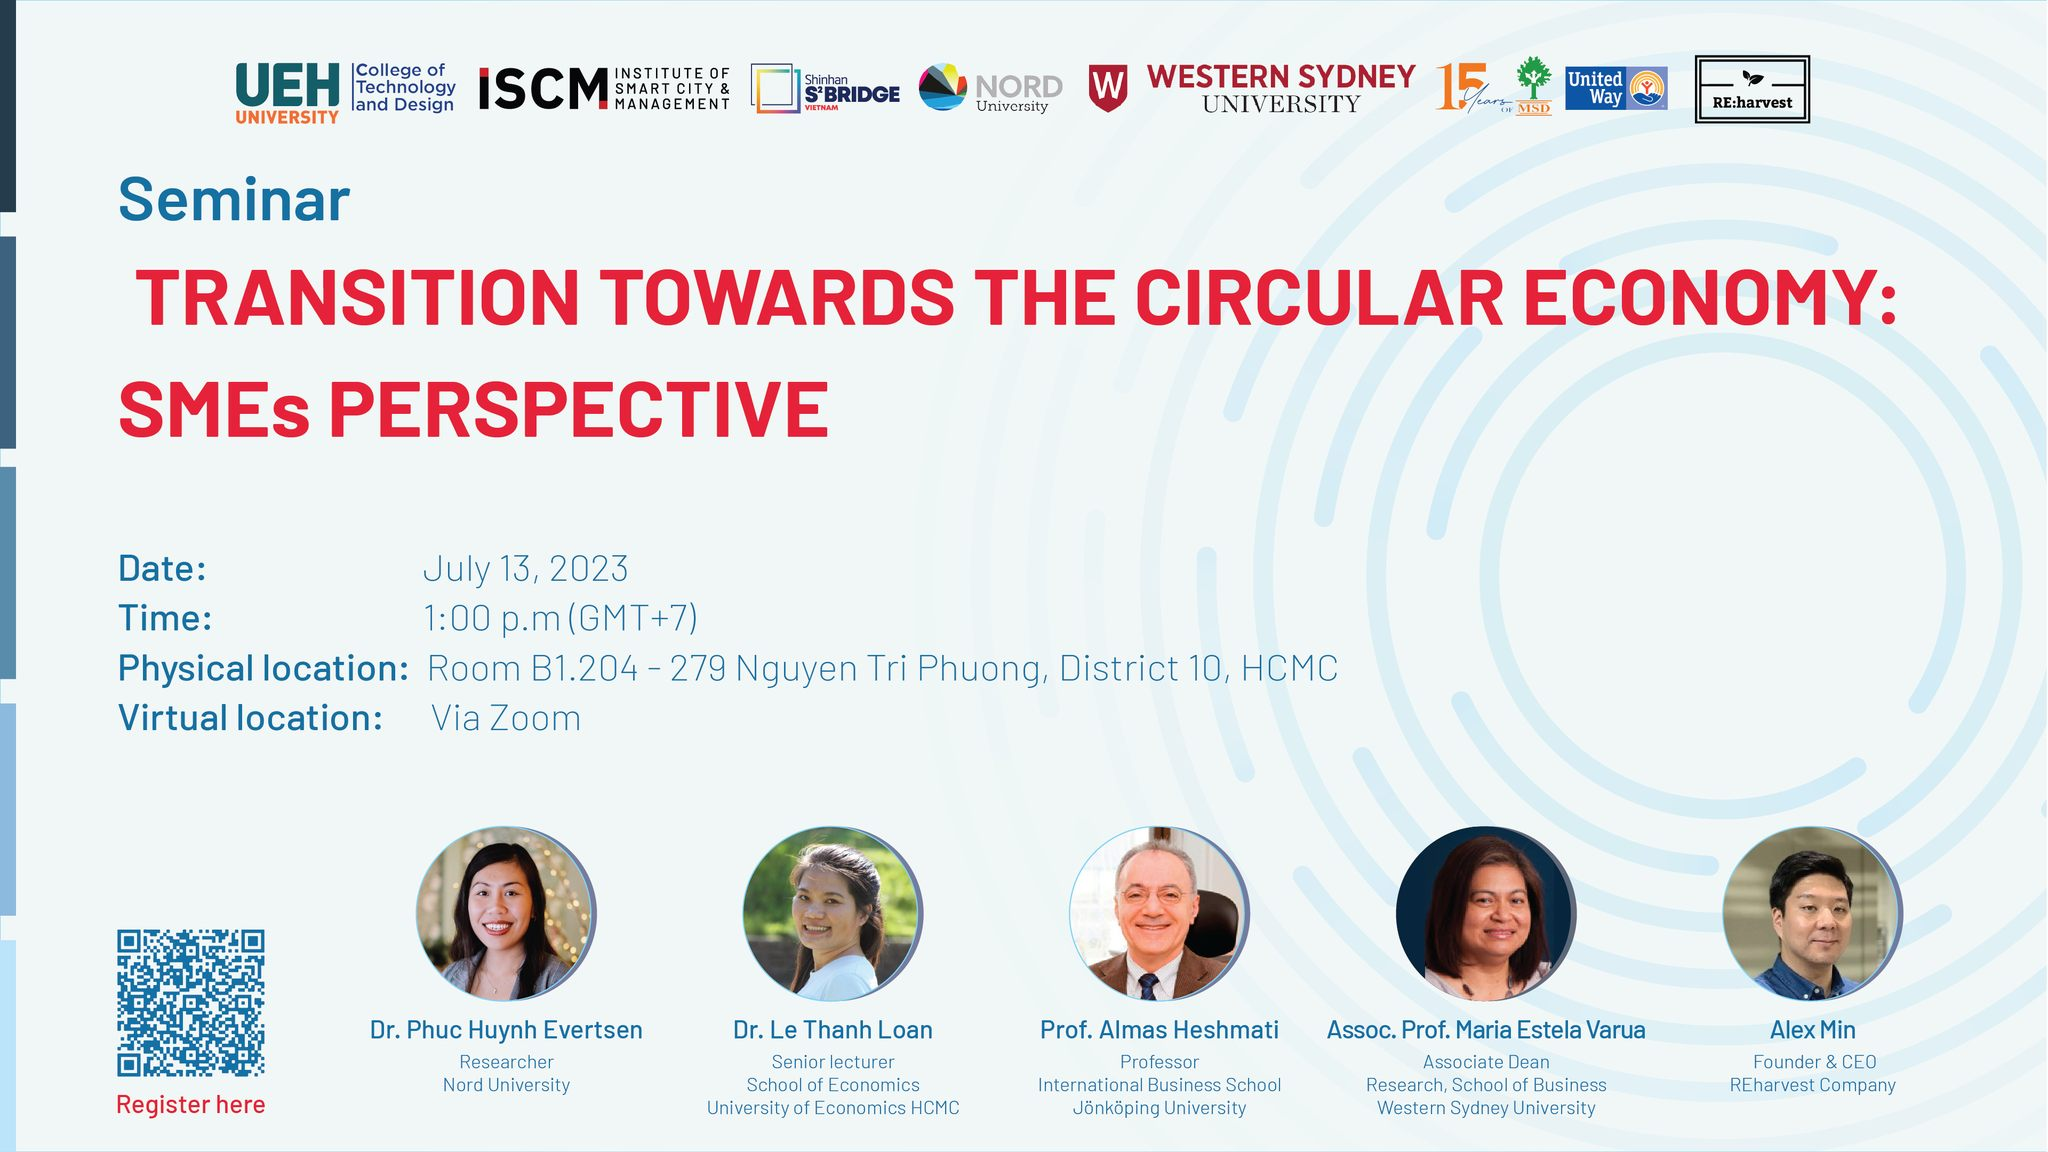 UEH
UNIVERSITY
College of
Technology
and Design
ISCM
INSTITUTE OF
SMART CITY &
MANAGEMENT
Shinhan
S²BRIDGE
VIETNAM
NORD
University
W
WESTERN SYDNEY
UNIVERSITY
15
Years
OF
MSD
United
Way
RE:harvest
Seminar
TRANSITION TOWARDS THE CIRCULAR ECONOMY:
SMEs PERSPECTIVE
Date: July 13, 2023
Time: 1:00 p.m (GMT+7)
Physical location: Room B1.204 - 279 Nguyen Tri Phuong, District 10, HCMC
Virtual location: Via Zoom
Register here
Dr. Phuc Huynh Evertsen
Researcher
Nord University
Dr. Le Thanh Loan
Senior lecturer
School of Economics
University of Economics HCMC
Prof. Almas Heshmati
Professor
International Business School
Jönköping University
Assoc. Prof. Maria Estela Varua
Associate Dean
Research, School of Business
Western Sydney University
Alex Min
Founder & CEO
REharvest Company